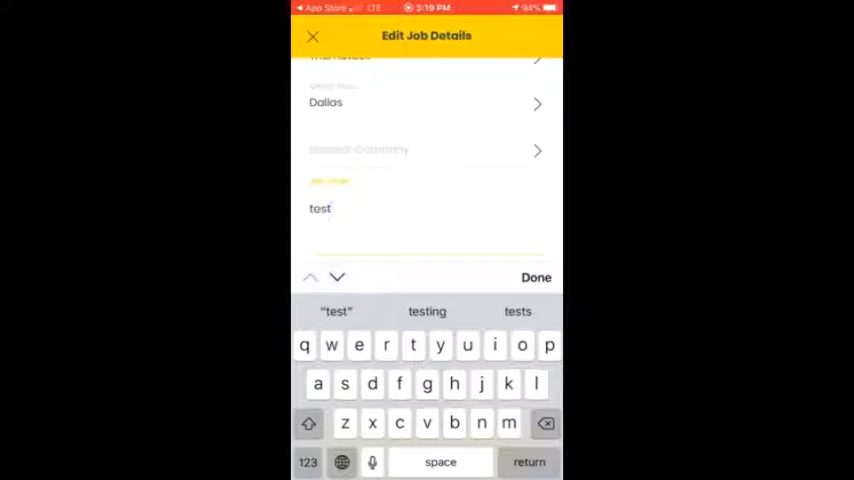 App Store LTE 3:19 PM 94%
Edit Job Details
Dallas
Company
test
Done
"test" testing tests
q w e r t y u i o p
a s d f g h j k l
z x c v b n m
123 space return